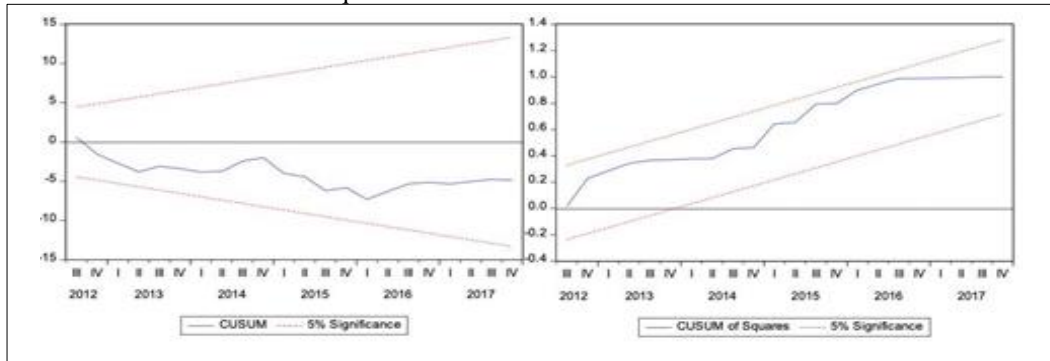 15
10
5
0
-5
-10
-15
III IV I II III IV I II III IV I II III IV I II III IV I II III IV
2012 2013 2014 2015 2016 2017
CUSUM 5% Significance
1.4
1.2
1.0
0.8
0.6
0.4
0.2
0.0
-0.2
-0.4
III IV I II III IV I II III IV I II III IV I II III IV I II III IV
2012 2013 2014 2015 2016 2017
CUSUM of Squares 5% Significance